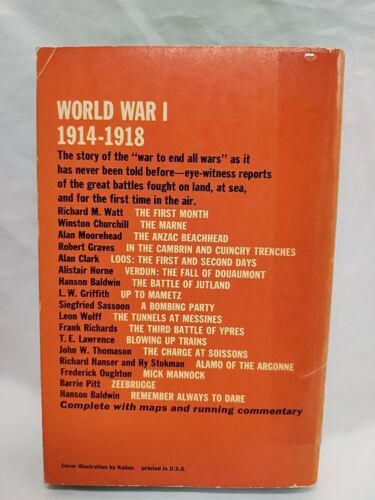 WORLD WAR I
1914-1918
The story of the "war to end all wars" as it
has never been told before—eye-witness reports
of the great battles fought on land, at sea,
and for the first time in the air.
Richard M. Watt THE FIRST MONTH
Winston Churchill THE MARNE
Alan Moorehead THE ANZAC BEACHHEAD
Robert Graves IN THE CAMBRIN AND CUINCHY TRENCHES
Alan Clark LOOS: THE FIRST AND SECOND DAYS
Alistair Horne VERDUN: THE FALL OF DOUAUMONT
Hanson Baldwin THE BATTLE OF JUTLAND
L. W. Griffith UP TO MAMETZ
Siegfried Sassoon A BOMBING PARTY
Leon Wolff THE TUNNELS AT MESSINES
Frank Richards THE THIRD BATTLE OF YPRES
T. E. Lawrence BLOWING UP TRAINS
John W. Thomason THE CHARGE AT SOISSONS
Richard Hanser and Hy Stokman ALAMO OF THE ARGONNE
Frederick Oughton MICK MANNOCK
Barrie Pitt ZEEBRUGGE
Hanson Baldwin REMEMBER ALWAYS TO DARE
Complete with maps and running commentary
Cover illustration by Kalina printed in U.S.A.